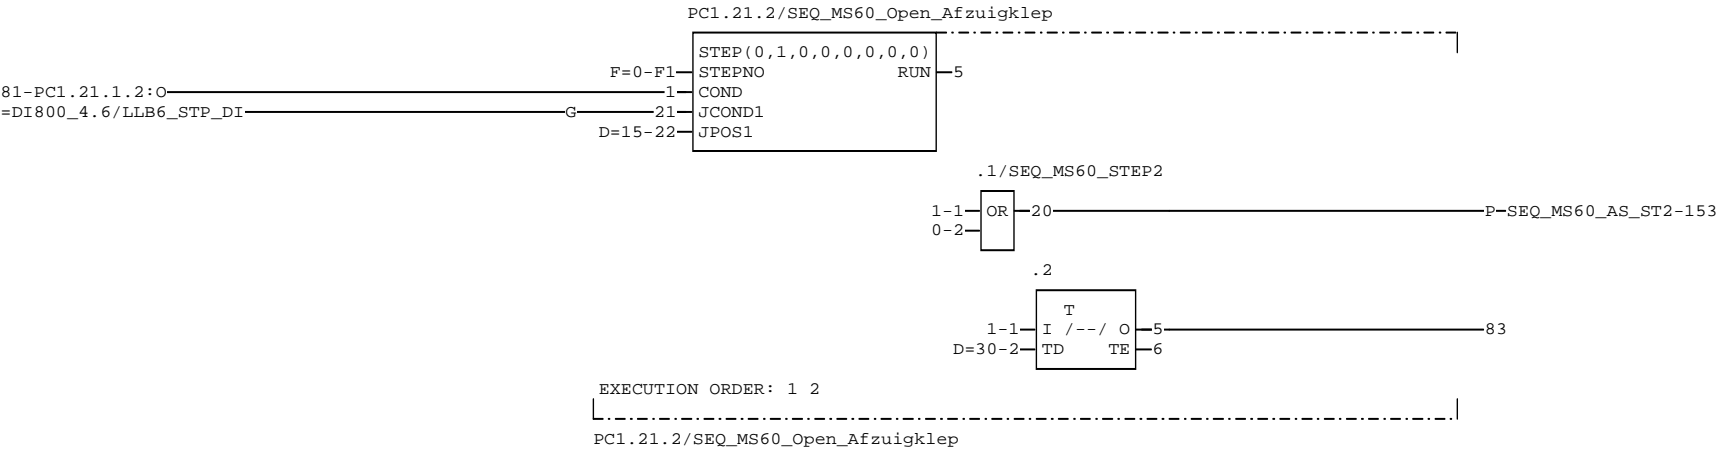 PC1.21.2/SEQ_MS60_Open_Afzuigklep
STEP(0,1,0,0,0,0,0,0)
F=0-F1 STEPNO RUN 5
81-PC1.21.1.2:O 1 COND
=DI800_4.6/LLB6_STP_DI G 21 JCOND1
D=15-22 JPOS1
.1/SEQ_MS60_STEP2
1-1 OR 20 P-SEQ_MS60_AS_ST2-153
0-2
.2
T
1-1 I /--/ O 5 83
D=30-2 TD TE 6
EXECUTION ORDER: 1 2
PC1.21.2/SEQ_MS60_Open_Afzuigklep